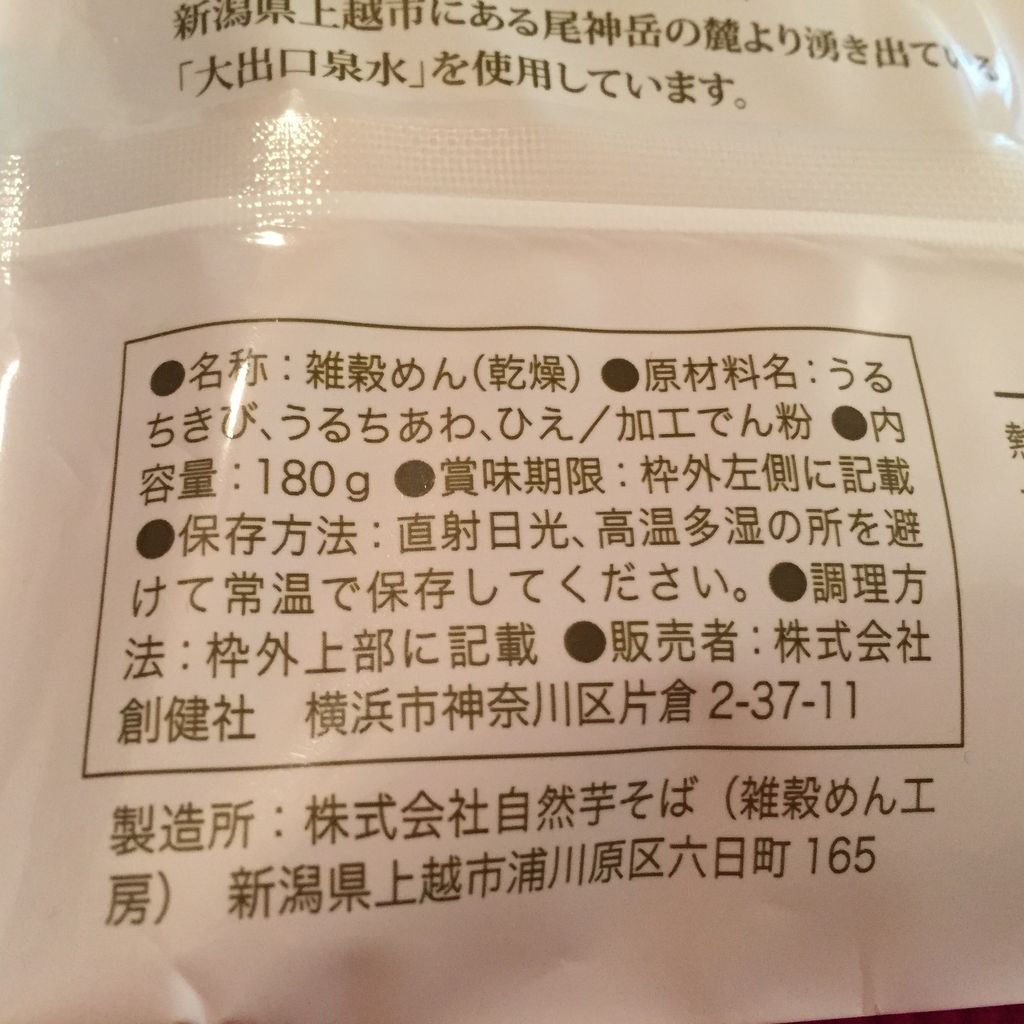 新潟県上越市にある尾神岳の麓より湧き出ている
「大出口泉水」を使用しています。
●名称：雑穀めん(乾燥) ●原材料名：うる
ちきび、うるちあわ、ひえ／加工でん粉 ●内
容量：180g ●賞味期限：枠外左側に記載
●保存方法：直射日光、高温多湿の所を避
けて常温で保存してください。●調理方
法：枠外上部に記載 ●販売者：株式会社
創健社 横浜市神奈川区片倉2-37-11
製造所：株式会社自然芋そば（雑穀めん工
房） 新潟県上越市浦川原区六日町165